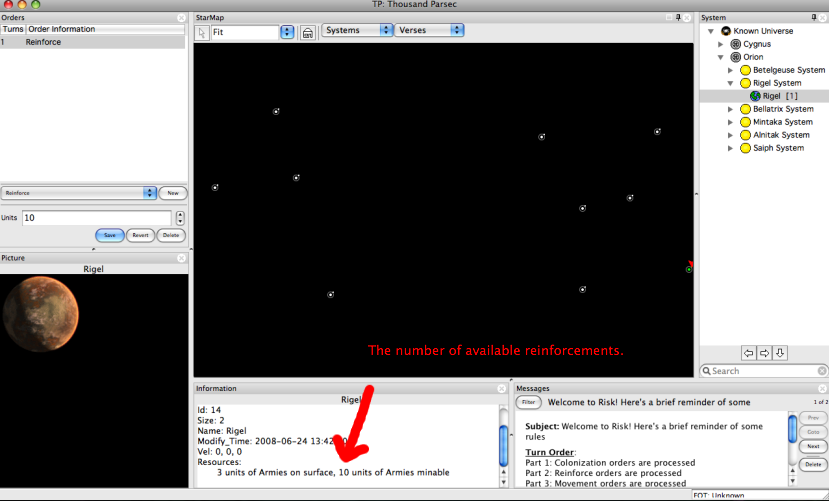 TP: Thousand Parsec
Orders
Turns Order Information
1 Reinforce
Reinforce
New
Units 10
Save Revert Delete
Picture
Rigel
StarMap
Fit
Systems
Verses
The number of available reinforcements.
Information
Rigel
Id: 14
Size: 2
Name: Rigel
Modify_Time: 2008-06-24 13:42
Vel: 0, 0, 0
Resources:
3 units of Armies on surface, 10 units of Armies minable
System
Known Universe
Cygnus
Orion
Betelgeuse System
Rigel System
Rigel [1]
Bellatrix System
Mintaka System
Alnitak System
Saiph System
Search
Messages
Filter
Welcome to Risk! Here's a brief reminder of some
1 of 2
Subject: Welcome to Risk! Here's a brief reminder of some
rules
Turn Order:
Part 1: Colonization orders are processed
Part 2: Reinforce orders are processed
Part 3: Movement orders are processed
Prev
Goto
Next
Delete
EOT: Unknown